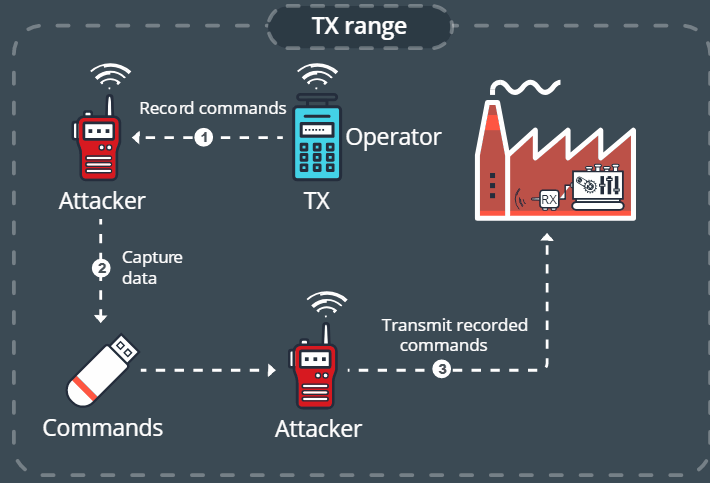 TX range
Record commands
1
Operator
Attacker
TX
RX
2
Capture
data
Transmit recorded
commands
3
Commands
Attacker